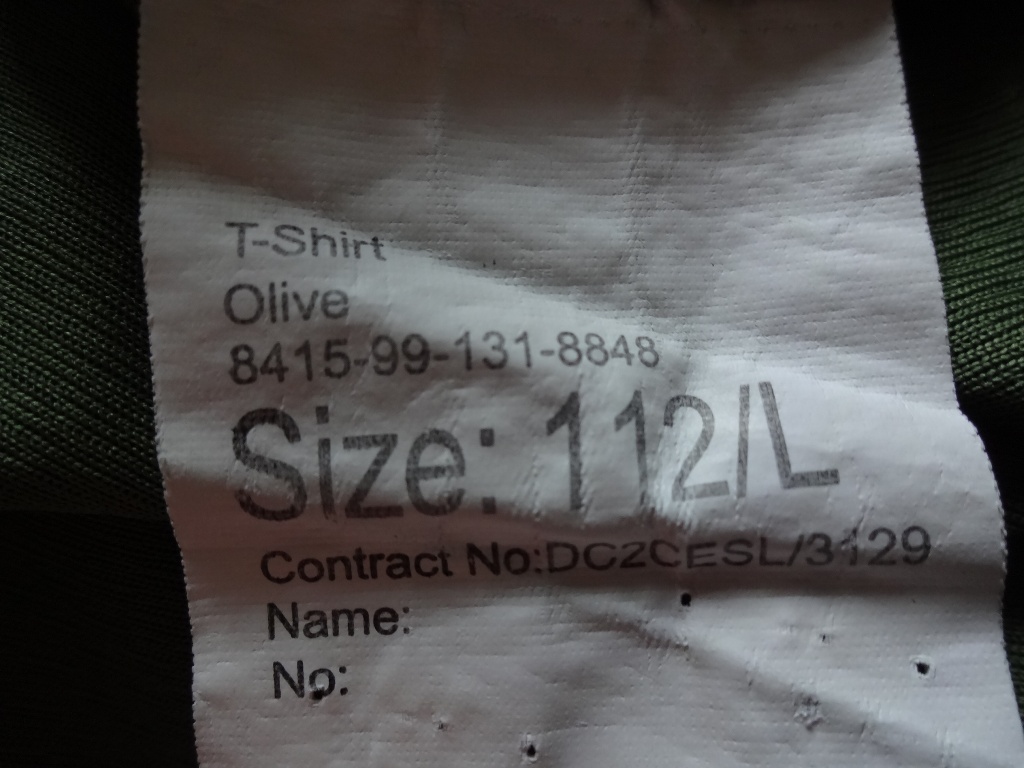 T-Shirt
Olive
8415-99-131-8848
Size: 112/L
Contract No:DC2CESL/3129
Name:
No: